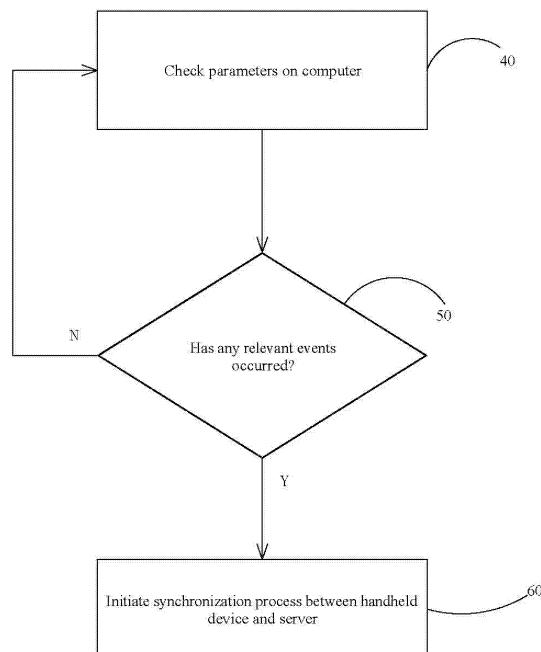 Check parameters on computer
40
50
Has any relevant events
occurred?
N
Y
Initiate synchronization process between handheld
device and server
60